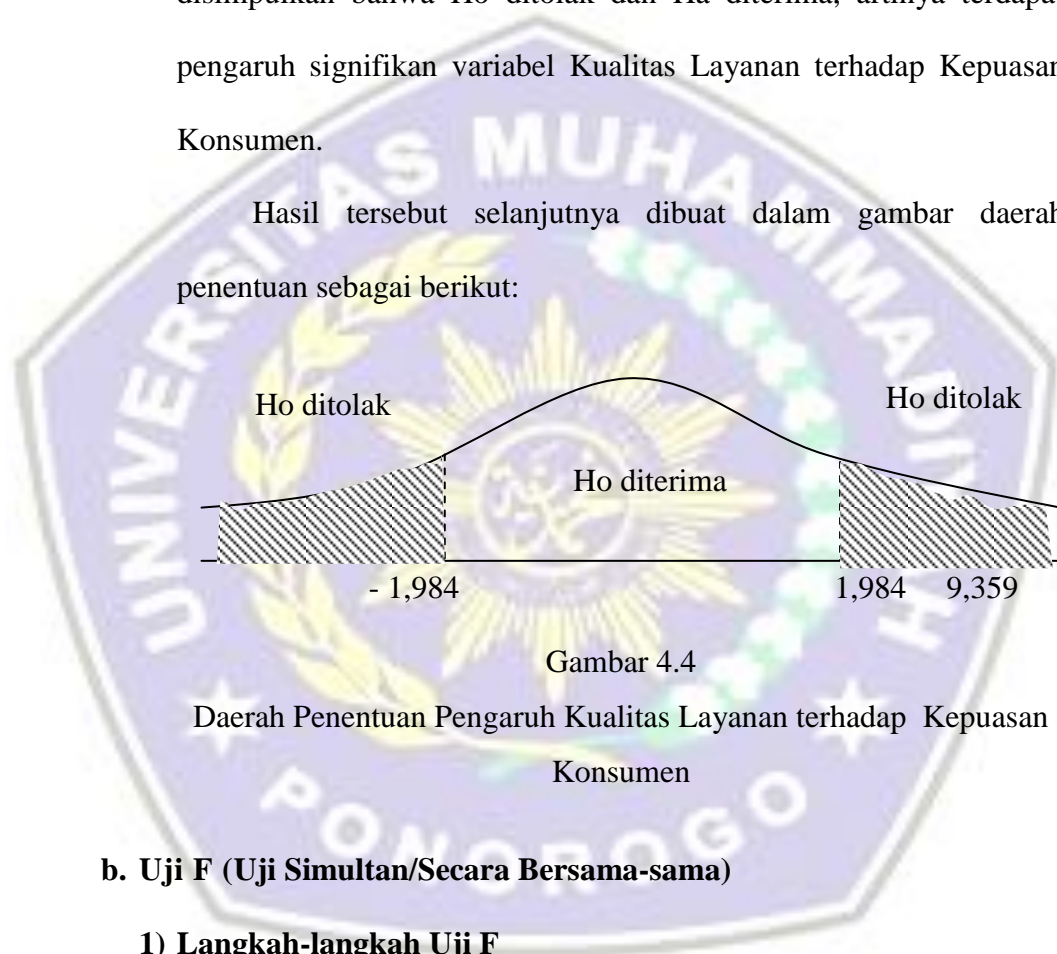 disimpulkan bahwa Ho ditolak dan Ha diterima, artinya
pengaruh signifikan variabel Kualitas Layanan terhadap Kepuasan
Konsumen.
Hasil tersebut selanjutnya dibuat dalam gambar daerah
penentuan sebagai berikut:
Ho ditolak
Ho ditolak
Ho diterima
- 1,984
1,984 9,359
Gambar 4.4
Daerah Penentuan Pengaruh Kualitas Layanan terhadap Kepuasan
Konsumen
b. Uji F (Uji Simultan/Secara Bersama-sama)
1) Langkah-langkah Uji F
UNIVERSITAS MUHAMMADIYAH
PONOROGO